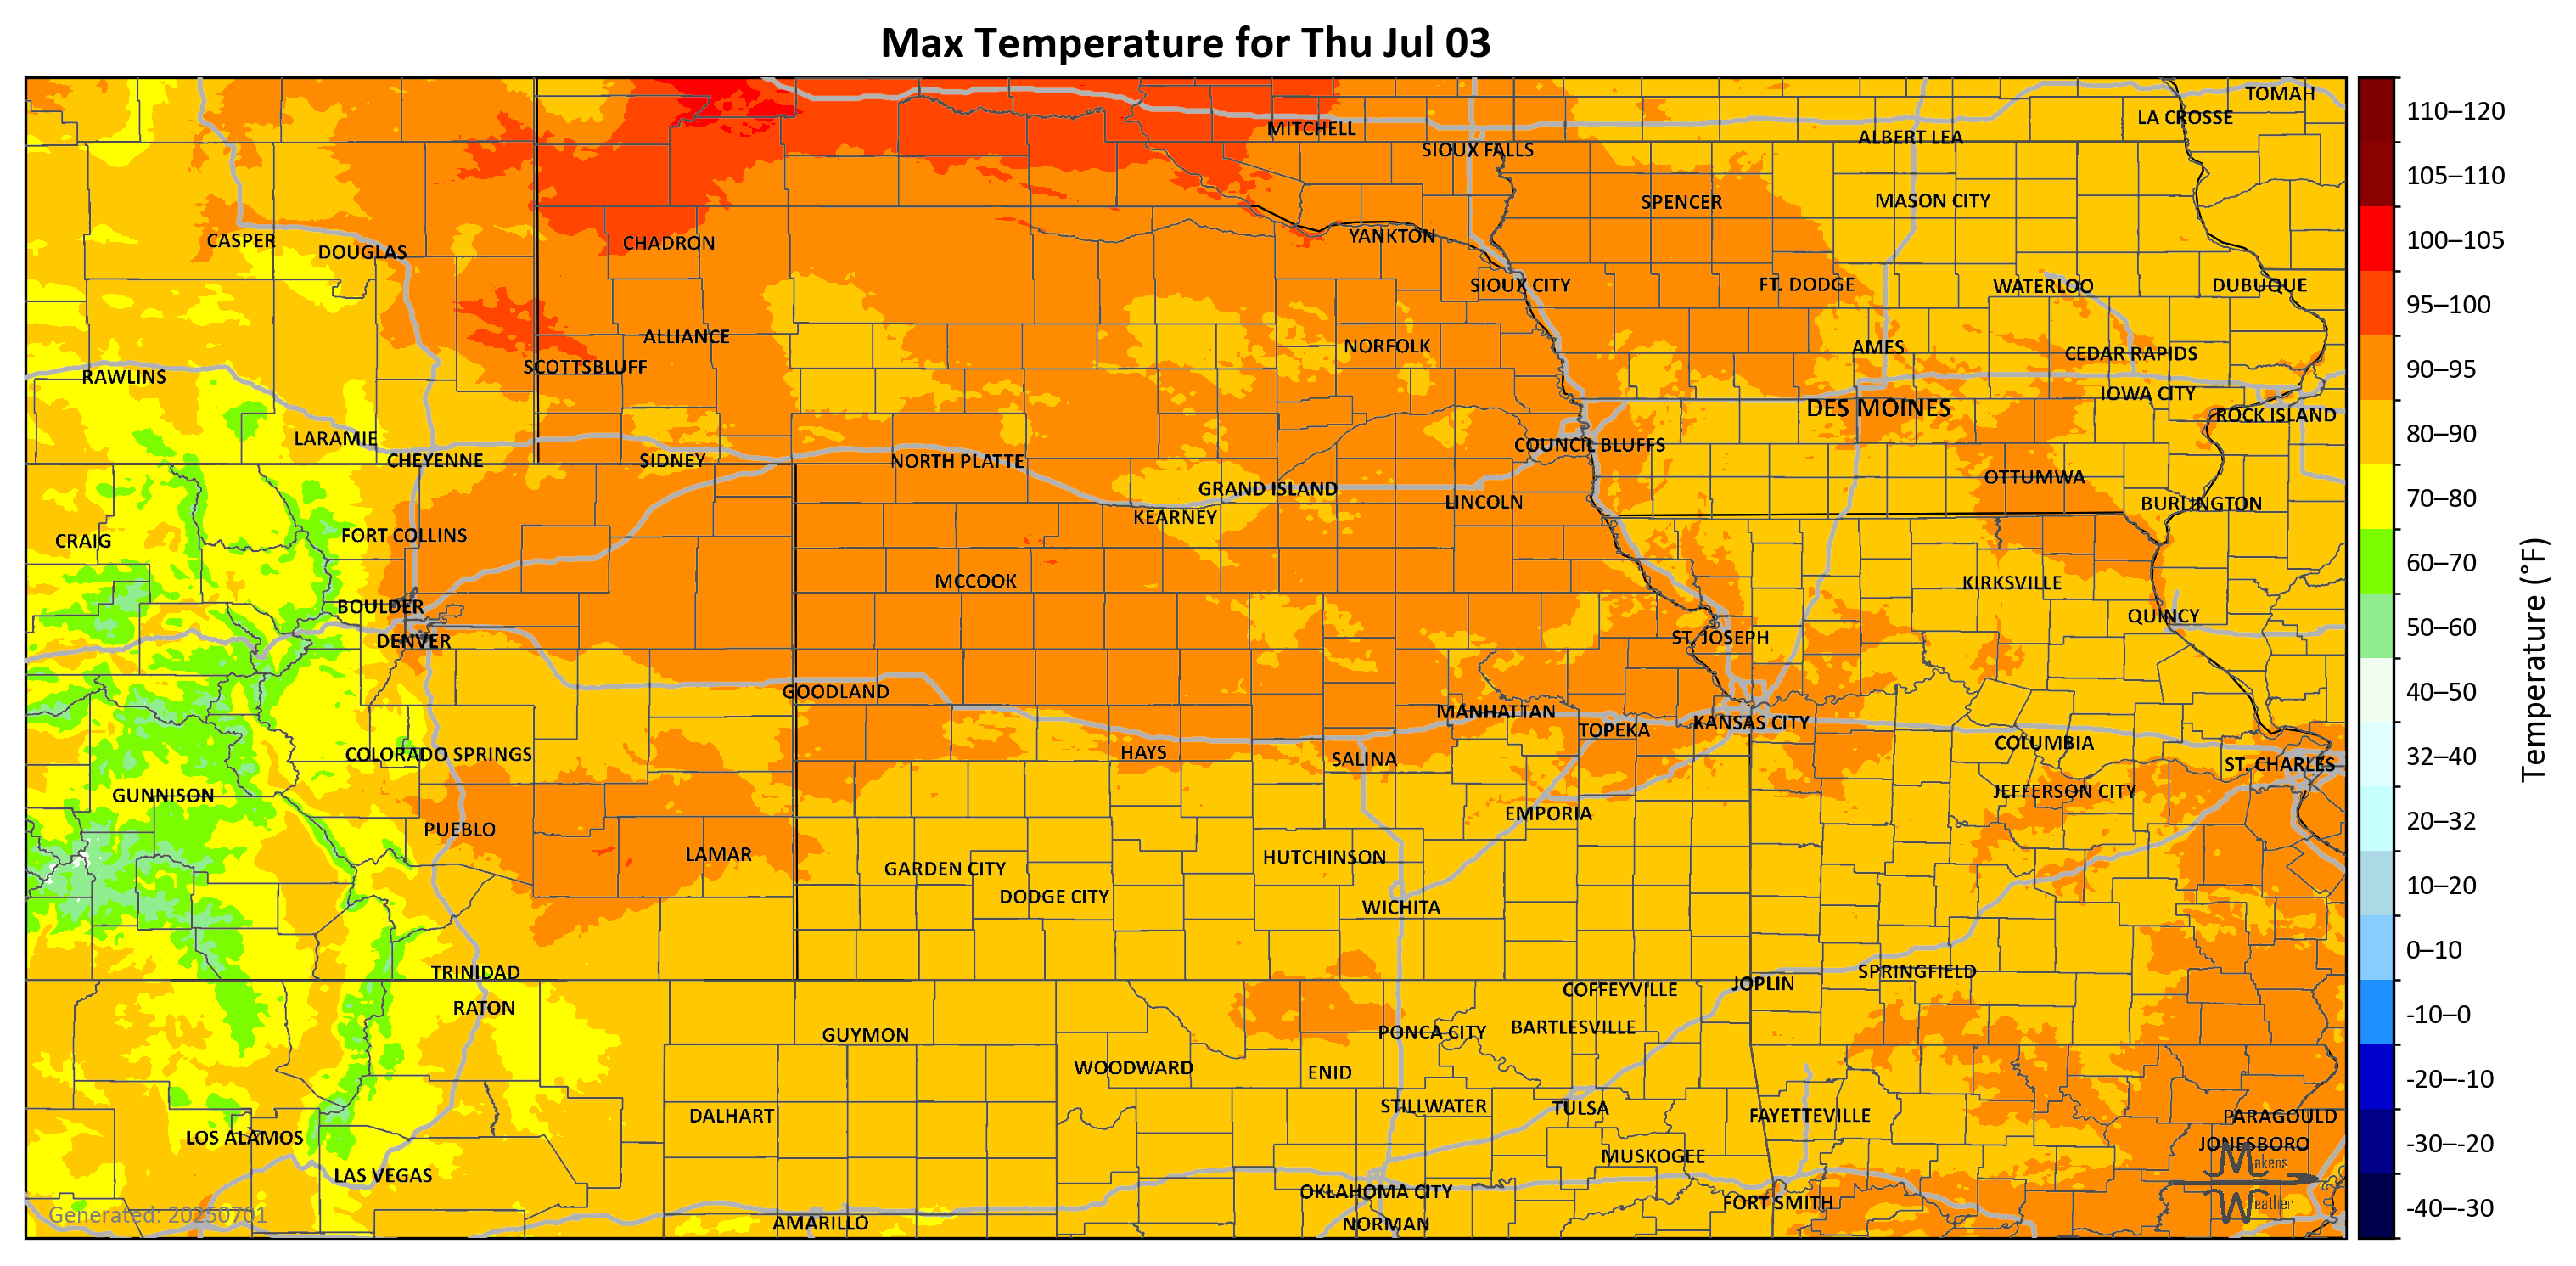 Max Temperature for Thu Jul 03
TOMAH
LA CROSSE
MITCHELL
ALBERT LEA
SIOUX FALLS
SPENCER
MASON CITY
YANKTON
CASPER
CHADRON
DOUGLAS
SIOUX CITY
FT. DODGE
WATERLOO
DUBUQUE
ALLIANCE
NORFOLK
AMES
CEDAR RAPIDS
SCOTTSBLUFF
RAWLINS
IOWA CITY
DES MOINES
ROCK ISLAND
LARAMIE
COUNCIL BLUFFS
CHEYENNE
SIDNEY
NORTH PLATTE
OTTUMWA
GRAND ISLAND
LINCOLN
BURLINGTON
KEARNEY
FORT COLLINS
CRAIG
MCCOOK
KIRKSVILLE
BOULDER
QUINCY
DENVER
ST. JOSEPH
GOODLAND
MANHATTAN
KANSAS CITY
TOPEKA
COLUMBIA
COLORADO SPRINGS
HAYS
SALINA
ST. CHARLES
GUNNISON
JEFFERSON CITY
EMPORIA
PUEBLO
LAMAR
HUTCHINSON
GARDEN CITY
DODGE CITY
WICHITA
TRINIDAD
SPRINGFIELD
JOPLIN
COFFEYVILLE
RATON
BARTLESVILLE
PONCA CITY
GUYMON
WOODWARD
ENID
STILLWATER
TULSA
DALHART
FAYETTEVILLE
PARAGOULD
LOS ALAMOS
JONESBORO
MUSKOGEE
LAS VEGAS
OKLAHOMA CITY
FORT SMITH
AMARILLO
NORMAN
Makens
Weather
Generated: 20250701
110–120
105–110
100–105
95–100
90–95
80–90
70–80
60–70
50–60
40–50
32–40
20–32
10–20
0–10
-10–0
-20–-10
-30–-20
-40–-30
Temperature (°F)